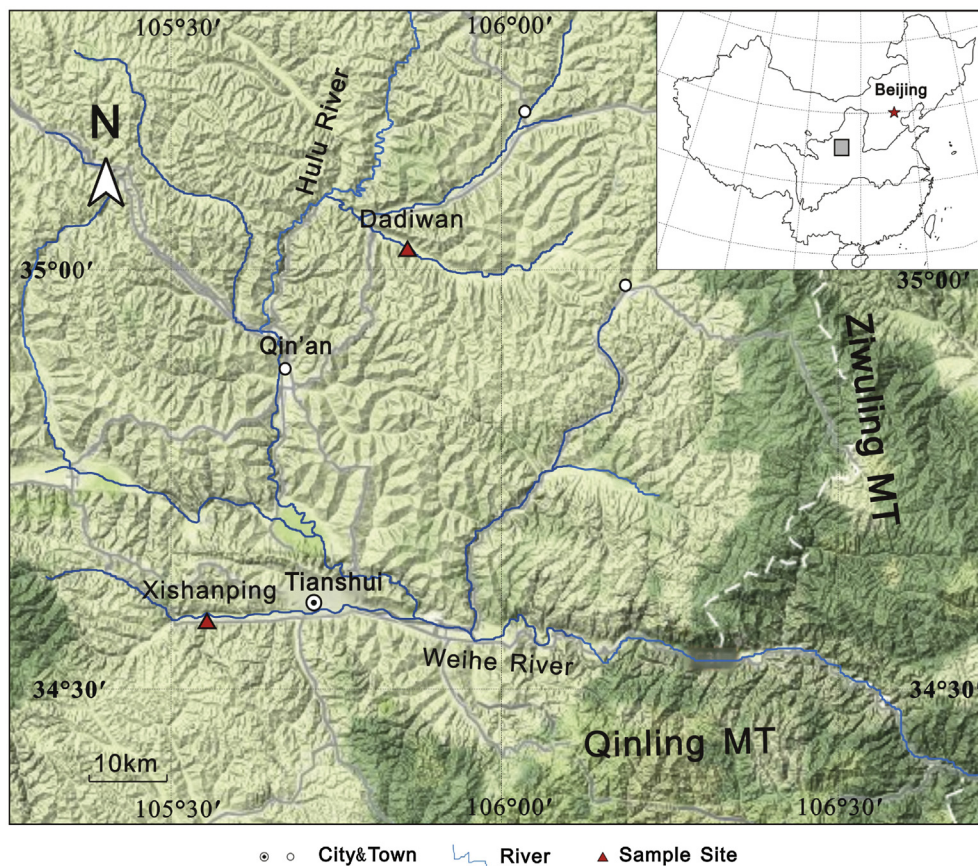 105°30′
106°00′
Beijing
N
Hulu River
Dadiwan
35°00′
35°00′
Qin'an
Ziwuling MT
Xishanping
Tianshui
Weihe River
34°30′
34°30′
Qinling MT
10km
105°30′
106°00′
106°30′
City&Town
River
Sample Site